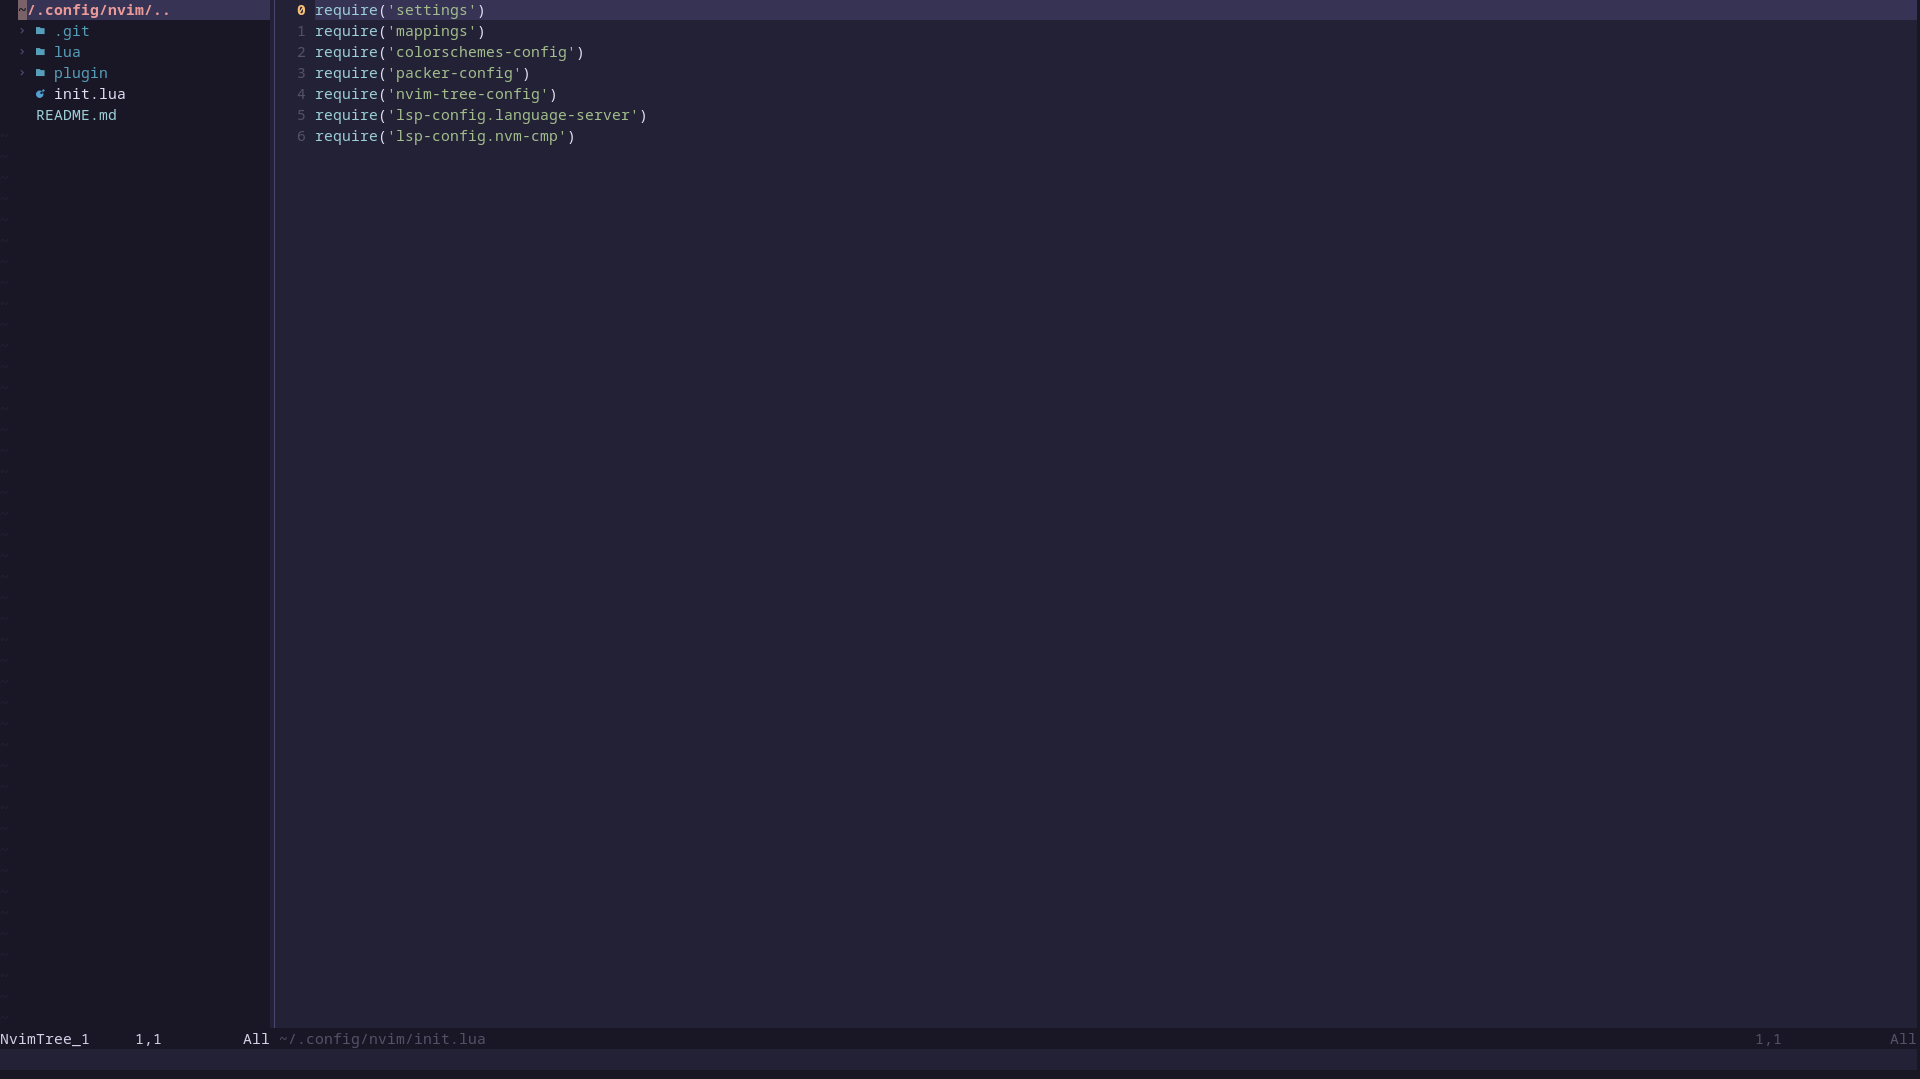 ~/.config/nvim/..
› .git
› lua
› plugin
init.lua
README.md
0 require('settings')
1 require('mappings')
2 require('colorschemes-config')
3 require('packer-config')
4 require('nvim-tree-config')
5 require('lsp-config.language-server')
6 require('lsp-config.nvm-cmp')
NvimTree_1 1,1 All ~/.config/nvim/init.lua 1,1 All